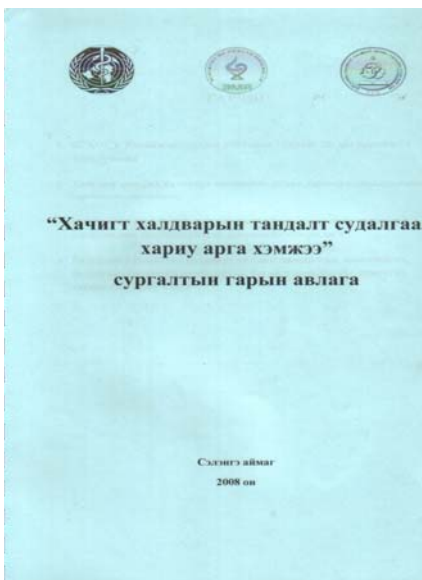 “Хачигт халдварын тандалт судалгаа
хариу арга хэмжээ”
сургалтын гарын авлага
Сэлэнгэ аймаг
2008 он